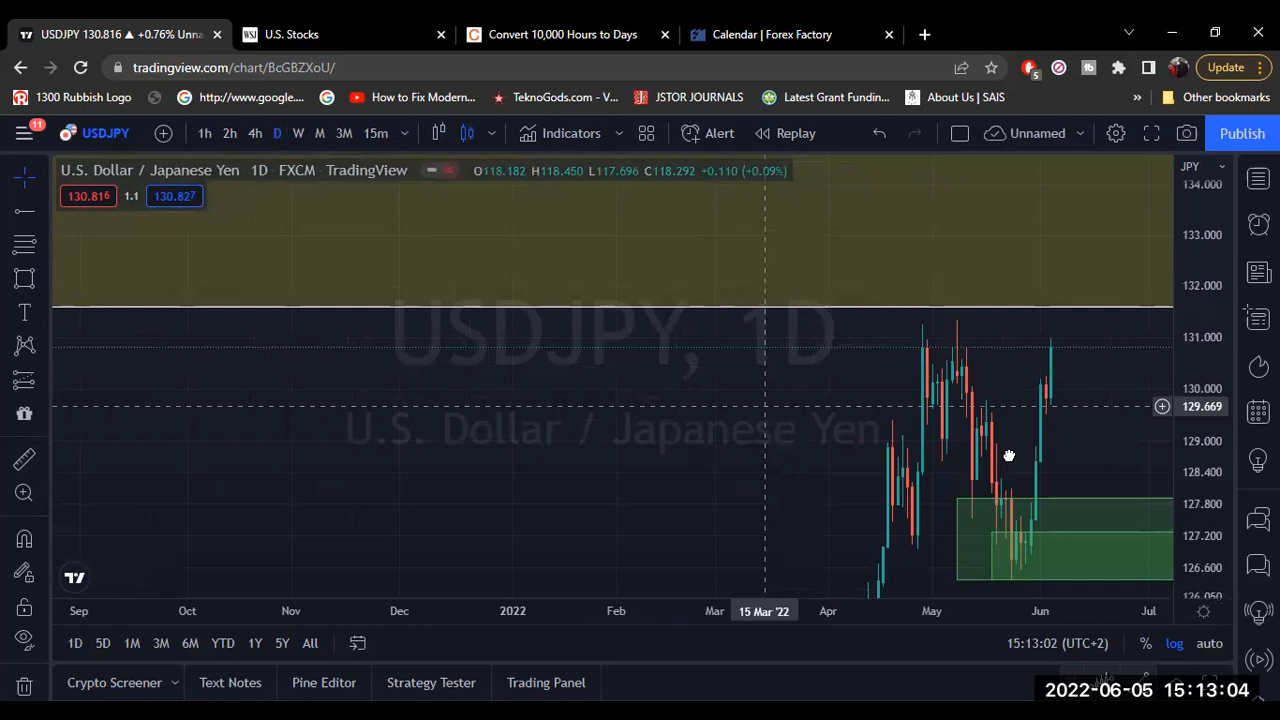 USDJPY 130.816 ▲ +0.76% Unna
WSJ U.S. Stocks
C Convert 10,000 Hours to Days
Calendar | Forex Factory
tradingview.com/chart/BcGBZXoU/
5
Update
1300 Rubbish Logo
http://www.google....
How to Fix Modern...
TeknoGods.com - V...
JSTOR JOURNALS
Latest Grant Fundin...
About Us | SAIS
»
Other bookmarks
11
USDJPY
1h 2h 4h D W M 3M 15m
Indicators
Alert
Replay
Unnamed
Publish
U.S. Dollar / Japanese Yen 1D FXCM TradingView
O118.182 H118.450 L117.696 C118.292 +0.110 (+0.09%)
JPY
130.816 1.1 130.827
134.000
133.000
132.000
131.000
130.000
129.669
129.000
128.400
127.800
127.200
126.600
126.050
USDJPY, 1D
U.S. Dollar / Japanese Yen
Sep Oct Nov Dec 2022 Feb Mar 15 Mar '22 Apr May Jun Jul
1D 5D 1M 3M 6M YTD 1Y 5Y All
15:13:02 (UTC+2) % log auto
Crypto Screener Text Notes Pine Editor Strategy Tester Trading Panel
2022-06-05 15:13:04